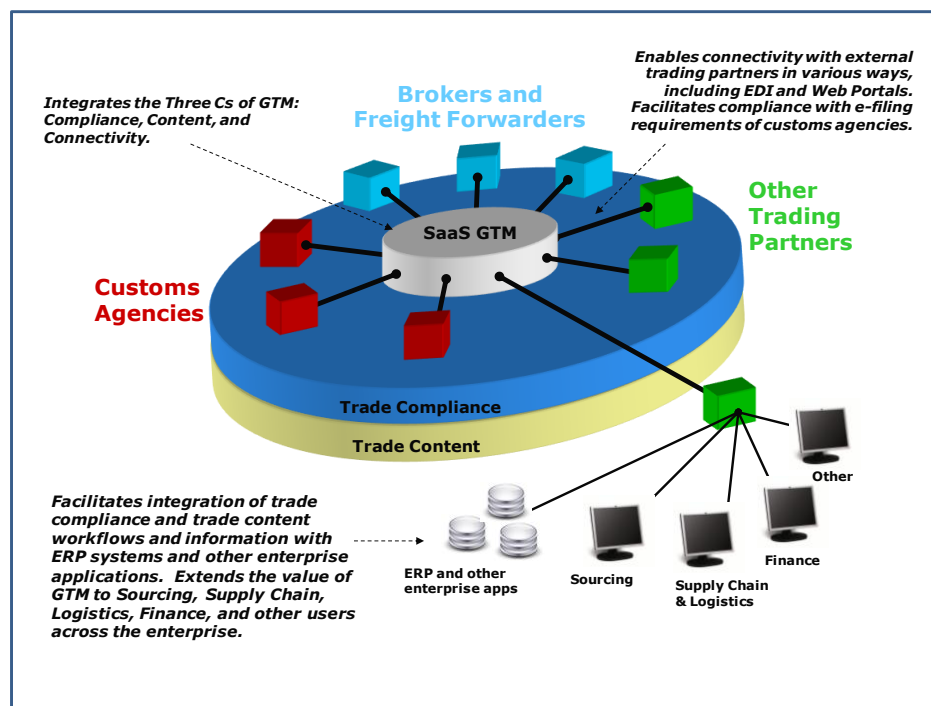 Enables connectivity with external
trading partners in various ways,
including EDI and Web Portals.
Facilitates compliance with e-filing
requirements of customs agencies.
Integrates the Three Cs of GTM:
Compliance, Content, and
Connectivity.
Brokers and
Freight Forwarders
Other
Trading
Partners
SaaS GTM
Customs
Agencies
Trade Compliance
Trade Content
Other
Facilitates integration of trade
compliance and trade content
workflows and information with
ERP systems and other enterprise
applications. Extends the value of
GTM to Sourcing, Supply Chain,
Logistics, Finance, and other users
across the enterprise.
ERP and other
enterprise apps
Sourcing
Supply Chain
& Logistics
Finance